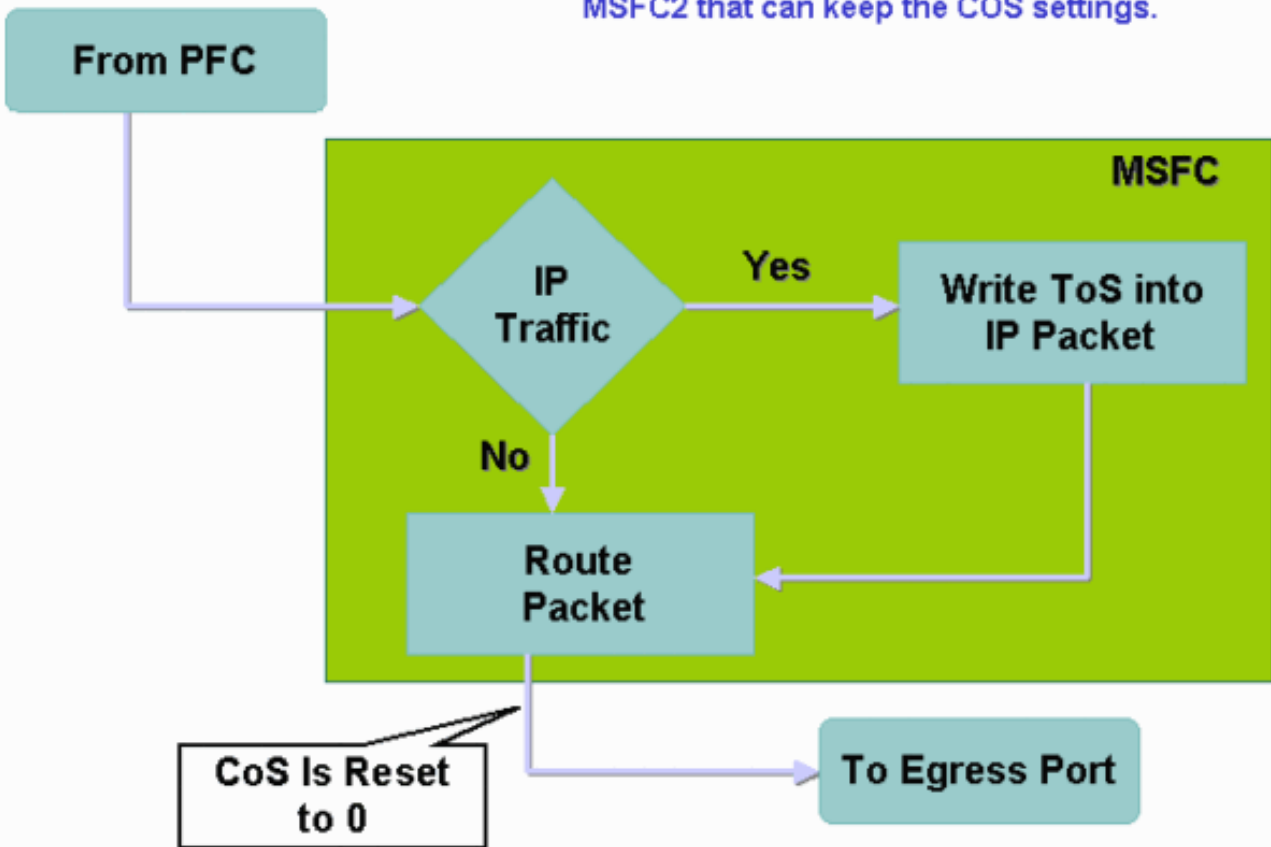 MSFC2 that can keep the COS settings.
From PFC
MSFC
IP
Traffic
Yes
Write ToS into
IP Packet
No
Route
Packet
CoS Is Reset
to 0
To Egress Port